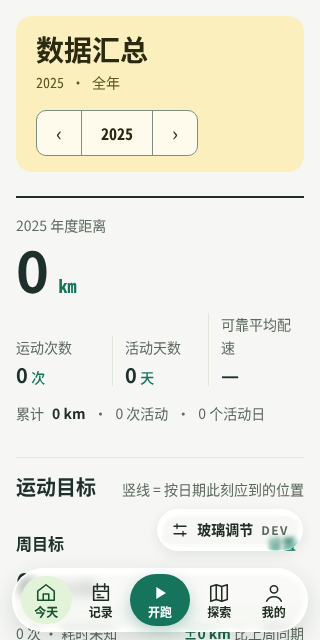 数据汇总
2025 · 全年
‹ 2025 ›
2025 年度距离
0 km
运动次数
0 次
活动天数
0 天
可靠平均配
速
—
累计 0 km · 0 次活动 · 0 个活动日
运动目标 竖线 = 按日期此刻应到的位置
玻璃调节 DEV
周目标
今天 记录 开跑 探索 我的
0 次 · 耗时未知 ±0 km 比上周同期